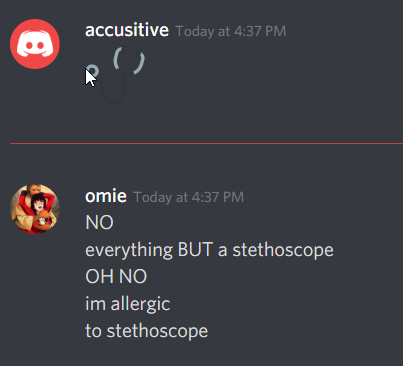 accusitive Today at 4:37 PM
omie Today at 4:37 PM
NO
everything BUT a stethoscope
OH NO
im allergic
to stethoscope